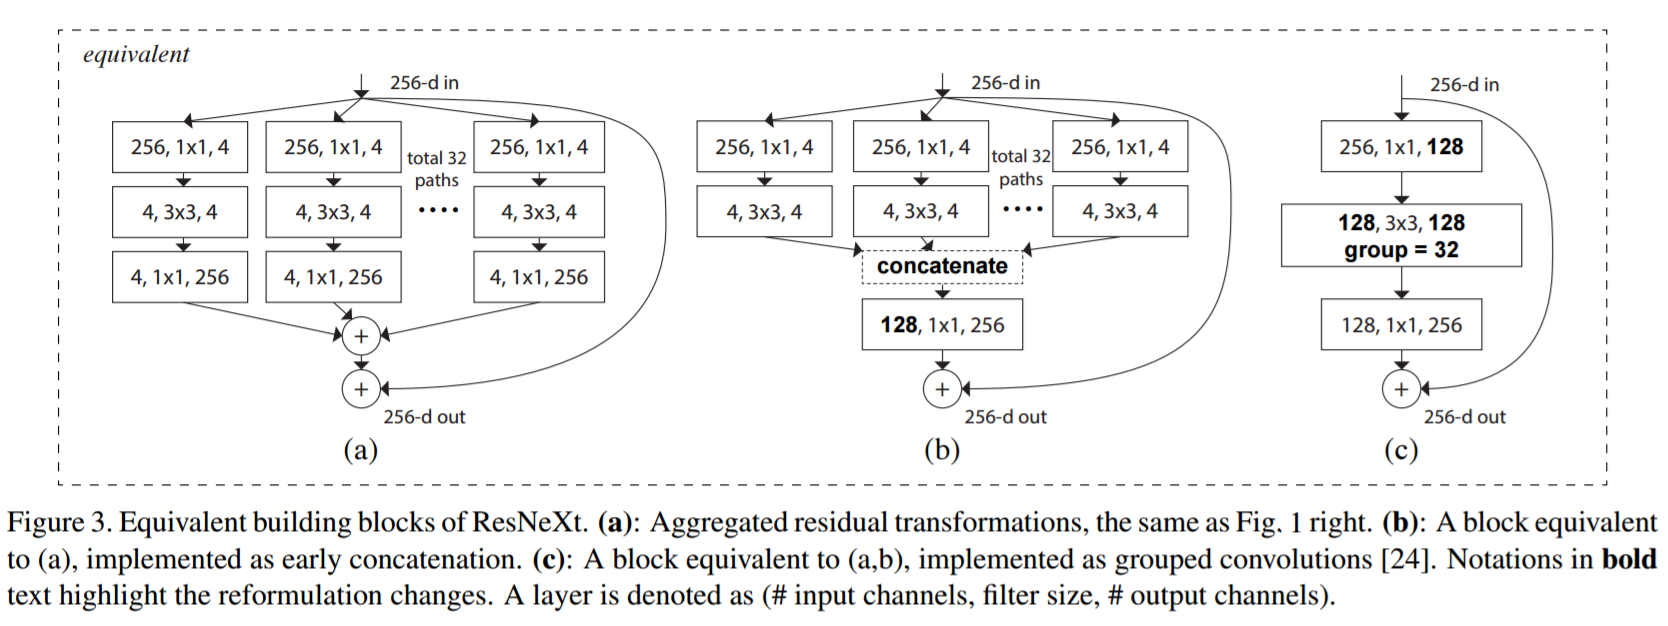 equivalent
256-d in
256, 1x1, 4
256, 1x1, 4
total 32
paths
256, 1x1, 4
4, 3x3, 4
4, 3x3, 4
....
4, 3x3, 4
4, 1x1, 256
4, 1x1, 256
4, 1x1, 256
+
+
256-d out
(a)
256-d in
256, 1x1, 4
256, 1x1, 4
total 32
paths
256, 1x1, 4
4, 3x3, 4
4, 3x3, 4
....
4, 3x3, 4
concatenate
128, 1x1, 256
+
256-d out
(b)
256-d in
256, 1x1, 128
128, 3x3, 128
group = 32
128, 1x1, 256
+
256-d out
(c)
Figure 3. Equivalent building blocks of ResNeXt. (a): Aggregated residual transformations, the same as Fig. 1 right. (b): A block equivalent
to (a), implemented as early concatenation. (c): A block equivalent to (a,b), implemented as grouped convolutions [24]. Notations in bold
text highlight the reformulation changes. A layer is denoted as (# input channels, filter size, # output channels).